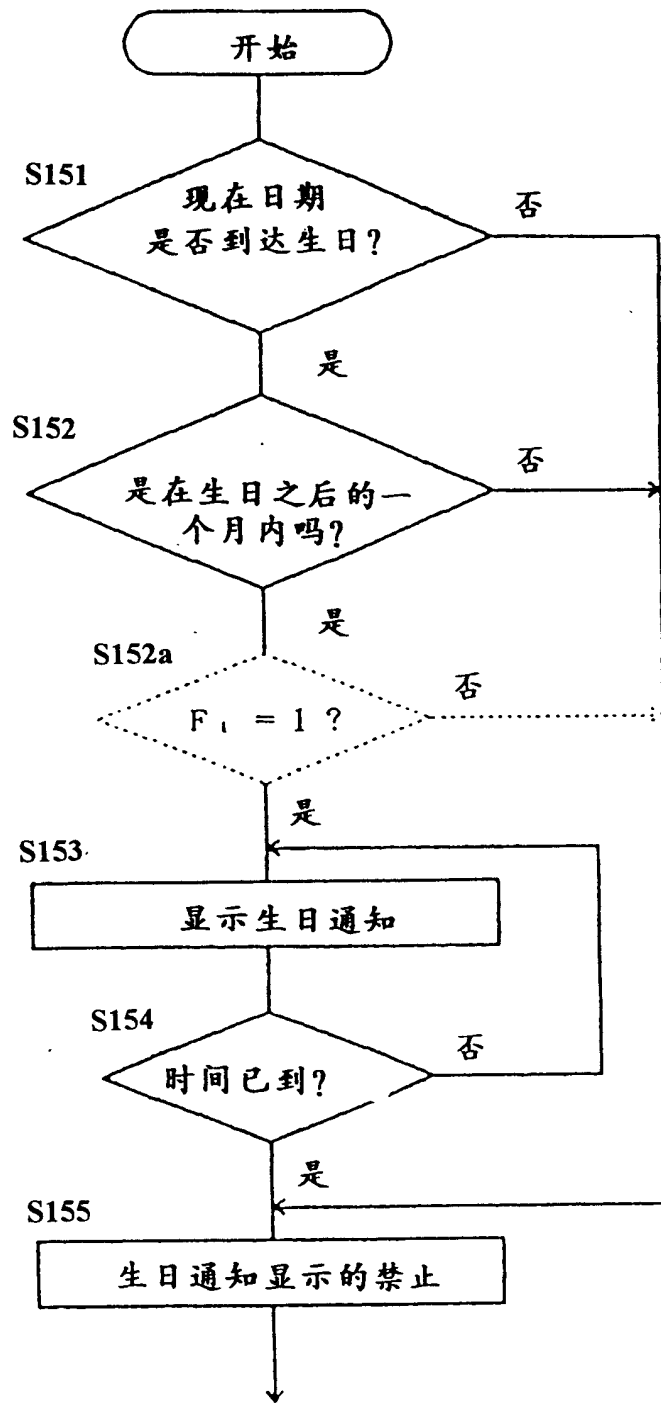 开始
S151
现在日期
是否到达生日?
否
是
S152
是在生日之后的一
个月内吗?
否
是
S152a
F₁ = 1 ?
否
是
S153
显示生日通知
S154
时间已到?
否
是
S155
生日通知显示的禁止